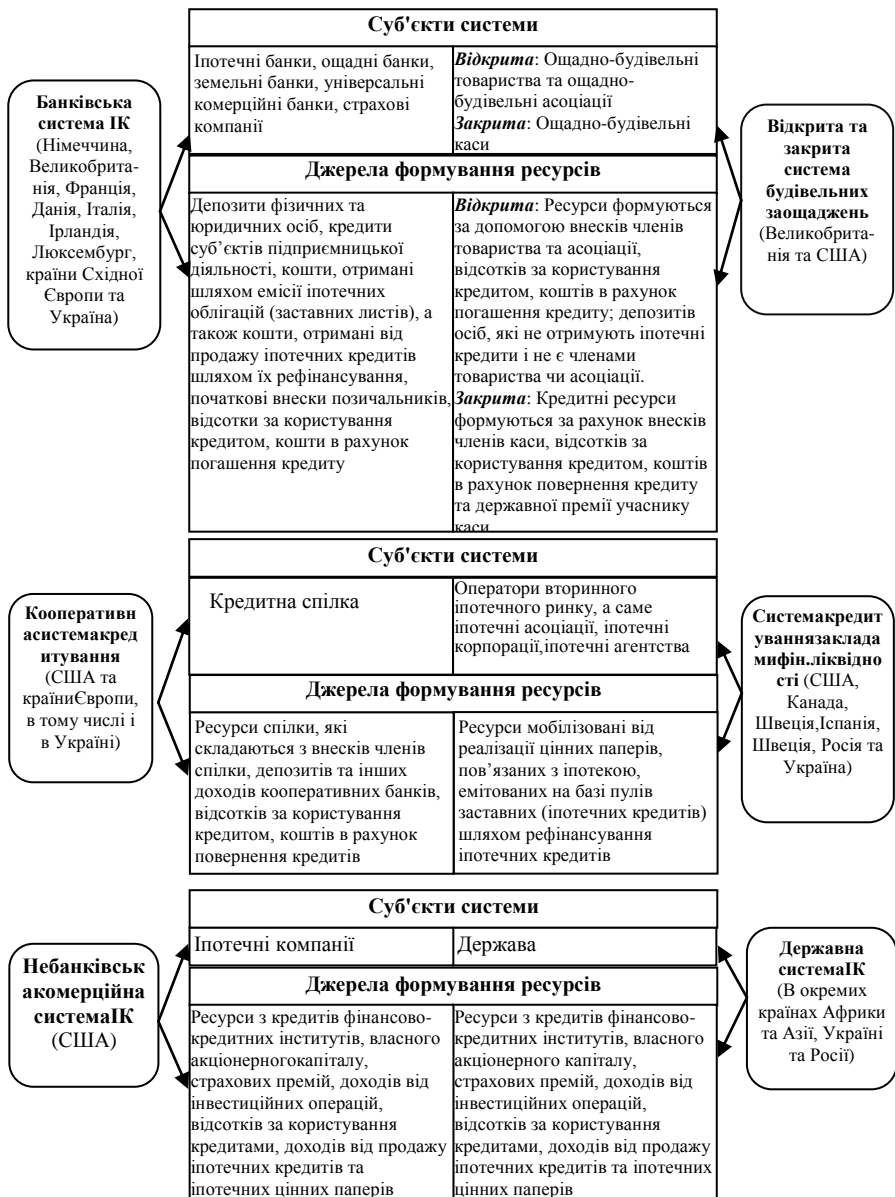 Суб'єкти системи
Банківська
система ІК
(Німеччина,
Великобрита-
нія, Франція,
Данія, Італія,
Ірландія,
Люксембург,
країни Східної
Європи та
Україна)
Іпотечні банки, ощадні банки,
земельні банки, універсальні
комерційні банки, страхові
компанії
Відкрита: Ощадно-будівельні
товариства та ощадно-
будівельні асоціації
Закрита: Ощадно-будівельні
каси
Відкрита та
закрита
система
будівельних
заощаджень
(Великобрита-
нія та США)
Джерела формування ресурсів
Депозити фізичних та
юридичних осіб, кредити
суб’єктів підприємницької
діяльності, кошти, отримані
шляхом емісії іпотечних
облігацій (заставних листів), а
також кошти, отримані від
продажу іпотечних кредитів
шляхом їх рефінансування,
початкові внески позичальників,
відсотки за користування
кредитом, кошти в рахунок
погашення кредиту
Відкрита: Ресурси формуються
за допомогою внесків членів
товариства та асоціації,
відсотків за користування
кредитом, коштів в рахунок
погашення кредиту; депозитів
осіб, які не отримують іпотечні
кредити і не є членами
товариства чи асоціації.
Закрита: Кредитні ресурси
формуються за рахунок внесків
членів каси, відсотків за
користування кредитом, коштів
в рахунок повернення кредиту
та державної премії учаснику
каси
Суб'єкти системи
Кооперативн
асистемакред
итування
(США та
країниЄвропи,
в тому числі і
в Україні)
Кредитна спілка
Оператори вторинного
іпотечного ринку, а саме
іпотечні асоціації, іпотечні
корпорації,іпотечні агентства
Системакредит
уваннязаклада
мифін.ліквідно
сті (США,
Канада,
Швеція,Іспанія,
Швеція, Росія та
Україна)
Джерела формування ресурсів
Ресурси спілки, які
складаються з внесків членів
спілки, депозитів та інших
доходів кооперативних банків,
відсотків за користування
кредитом, коштів в рахунок
повернення кредитів
Ресурси мобілізовані від
реалізації цінних паперів,
пов’язаних з іпотекою,
емітованих на базі пулів
заставних (іпотечних кредитів)
шляхом рефінансування
іпотечних кредитів
Суб'єкти системи
Небанківськ
акомерційна
системаІК
(США)
Іпотечні компанії
Держава
Державна
системаІК
(В окремих
країнах Африки
та Азії, Україні
та Росії)
Джерела формування ресурсів
Ресурси з кредитів фінансово-
кредитних інститутів, власного
акціонерногокапіталу,
страхових премій, доходів від
інвестиційних операцій,
відсотків за користування
кредитами, доходів від продажу
іпотечних кредитів та
іпотечних цінних паперів
Ресурси з кредитів фінансово-
кредитних інститутів, власного
акціонерного капіталу,
страхових премій, доходів від
інвестиційних операцій,
відсотків за користування
кредитами, доходів від продажу
іпотечних кредитів та іпотечних
цінних паперів